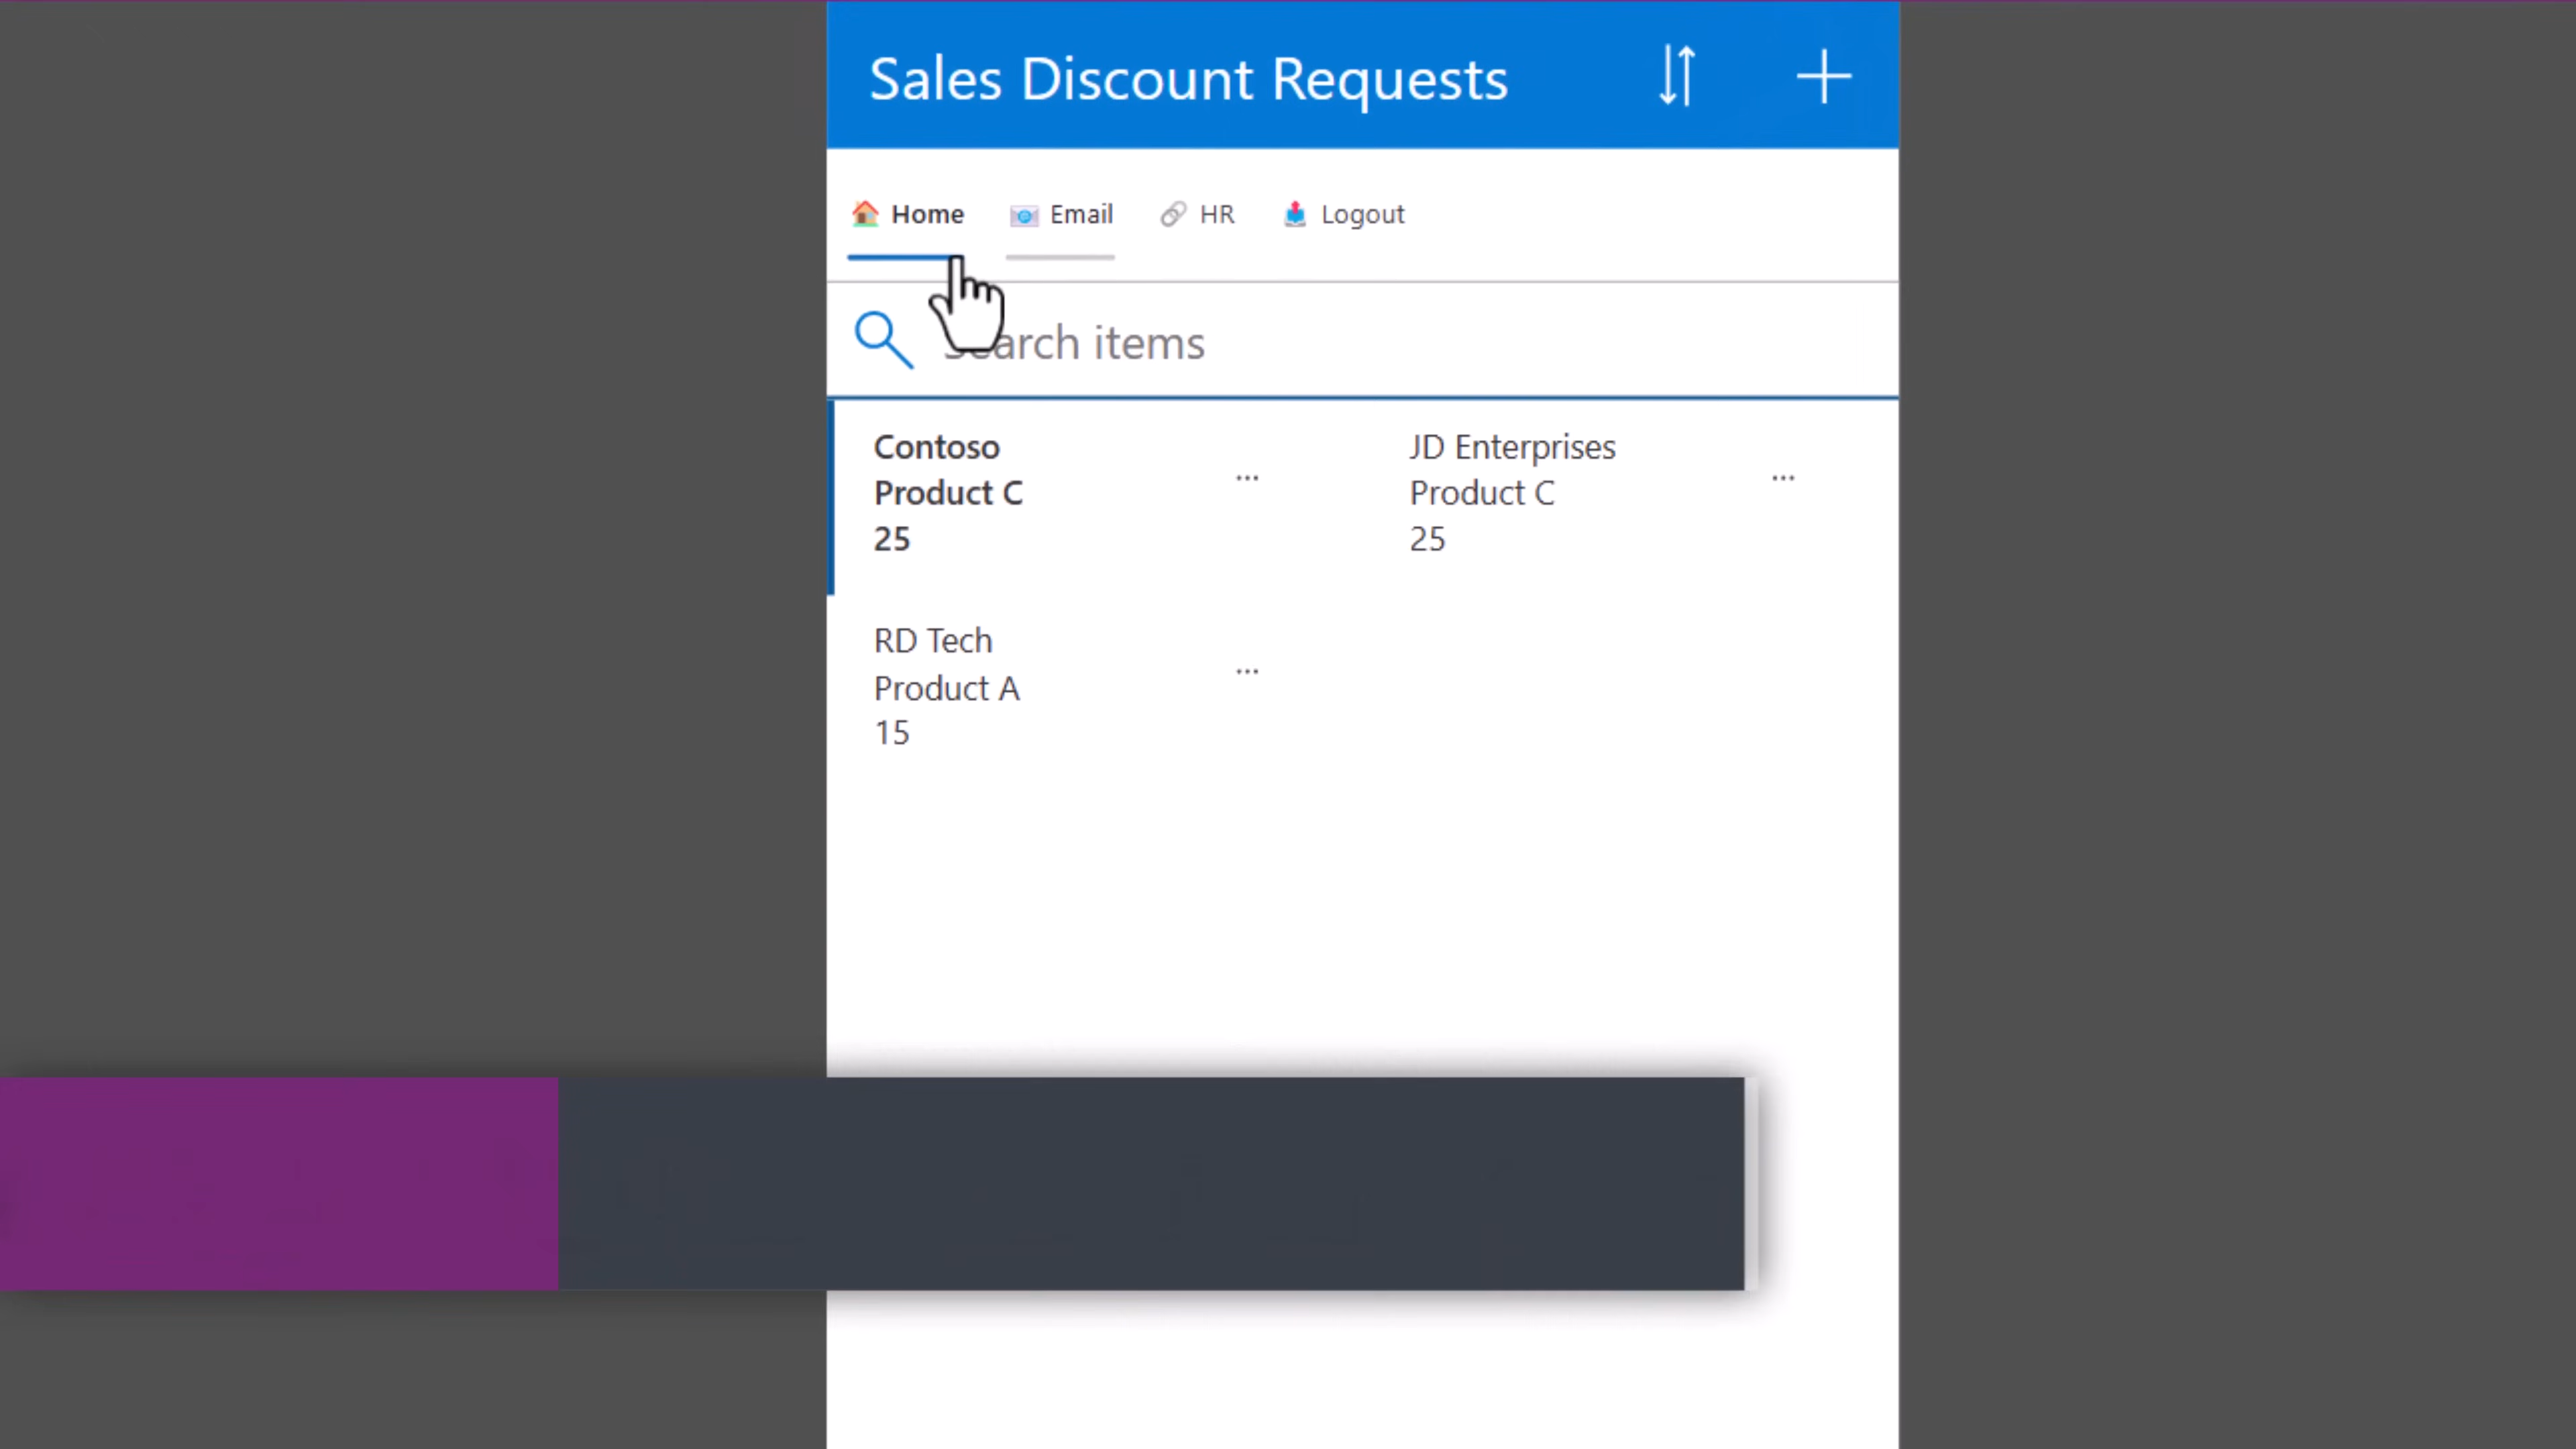 Sales Discount Requests
Home Email HR Logout
Search items
Contoso
Product C
25
...
JD Enterprises
Product C
25
...
RD Tech
Product A
15
...